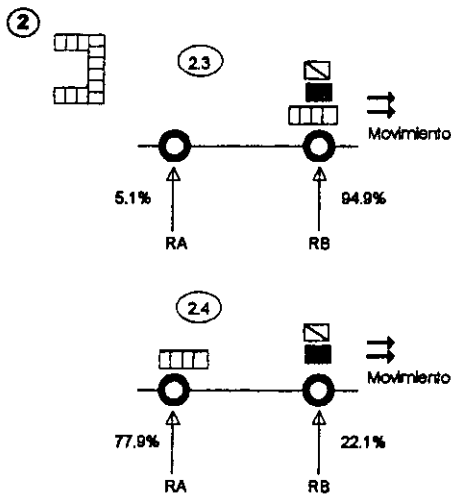 2
2.3
Movimiento
5.1%
94.9%
RA
RB
2.4
Movimiento
77.9%
22.1%
RA
RB